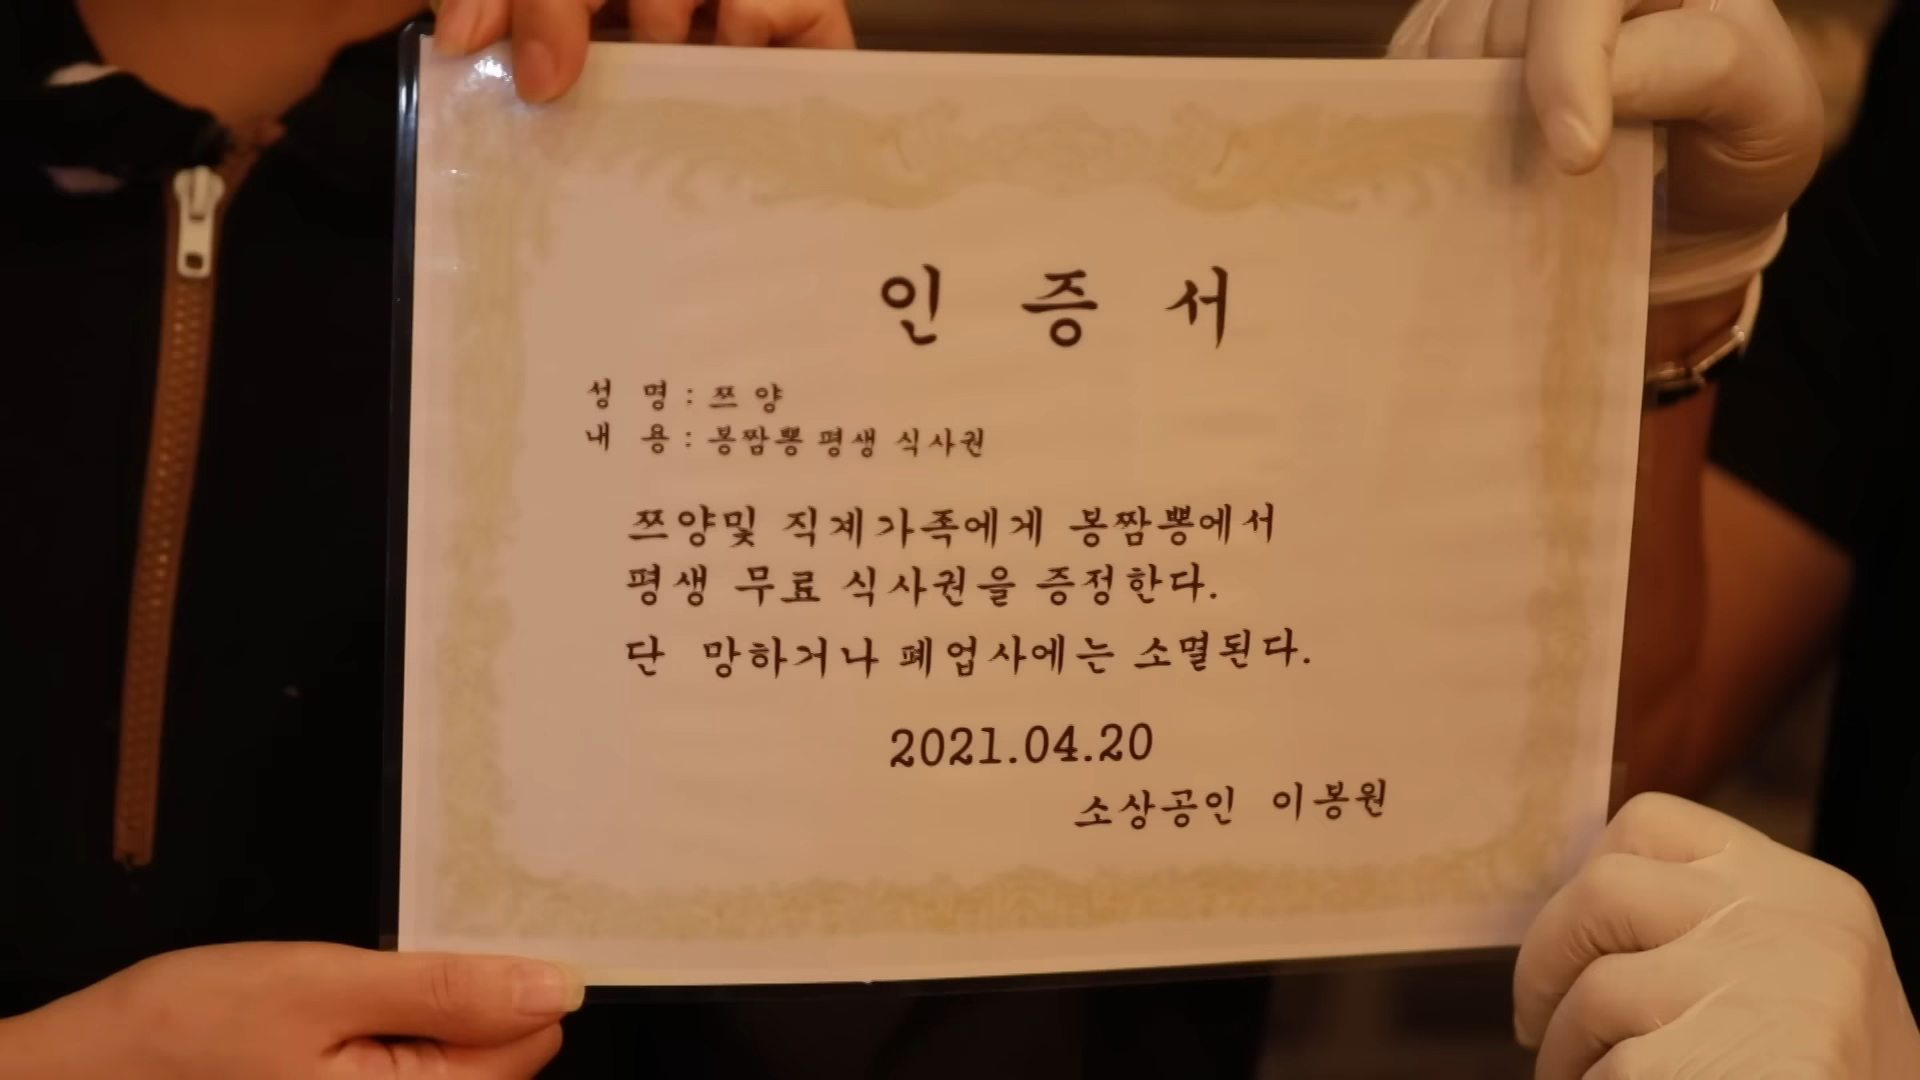 인 증 서
성 명 : 쯔 양
내 용 : 봉짬뽕 평생 식사권
쯔양및 직계가족에게 봉짬뽕에서
평생 무료 식사권을 증정한다.
단 망하거나 폐업사에는 소멸된다.
2021.04.20
소상공인 이봉원